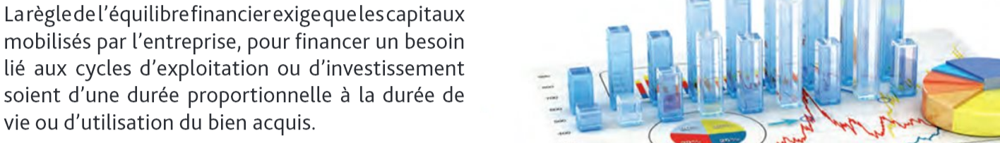 La règle de l'équilibre financier exige que les capitaux
mobilisés par l'entreprise, pour financer un besoin
lié aux cycles d'exploitation ou d'investissement
soient d'une durée proportionnelle à la durée de
vie ou d'utilisation du bien acquis.